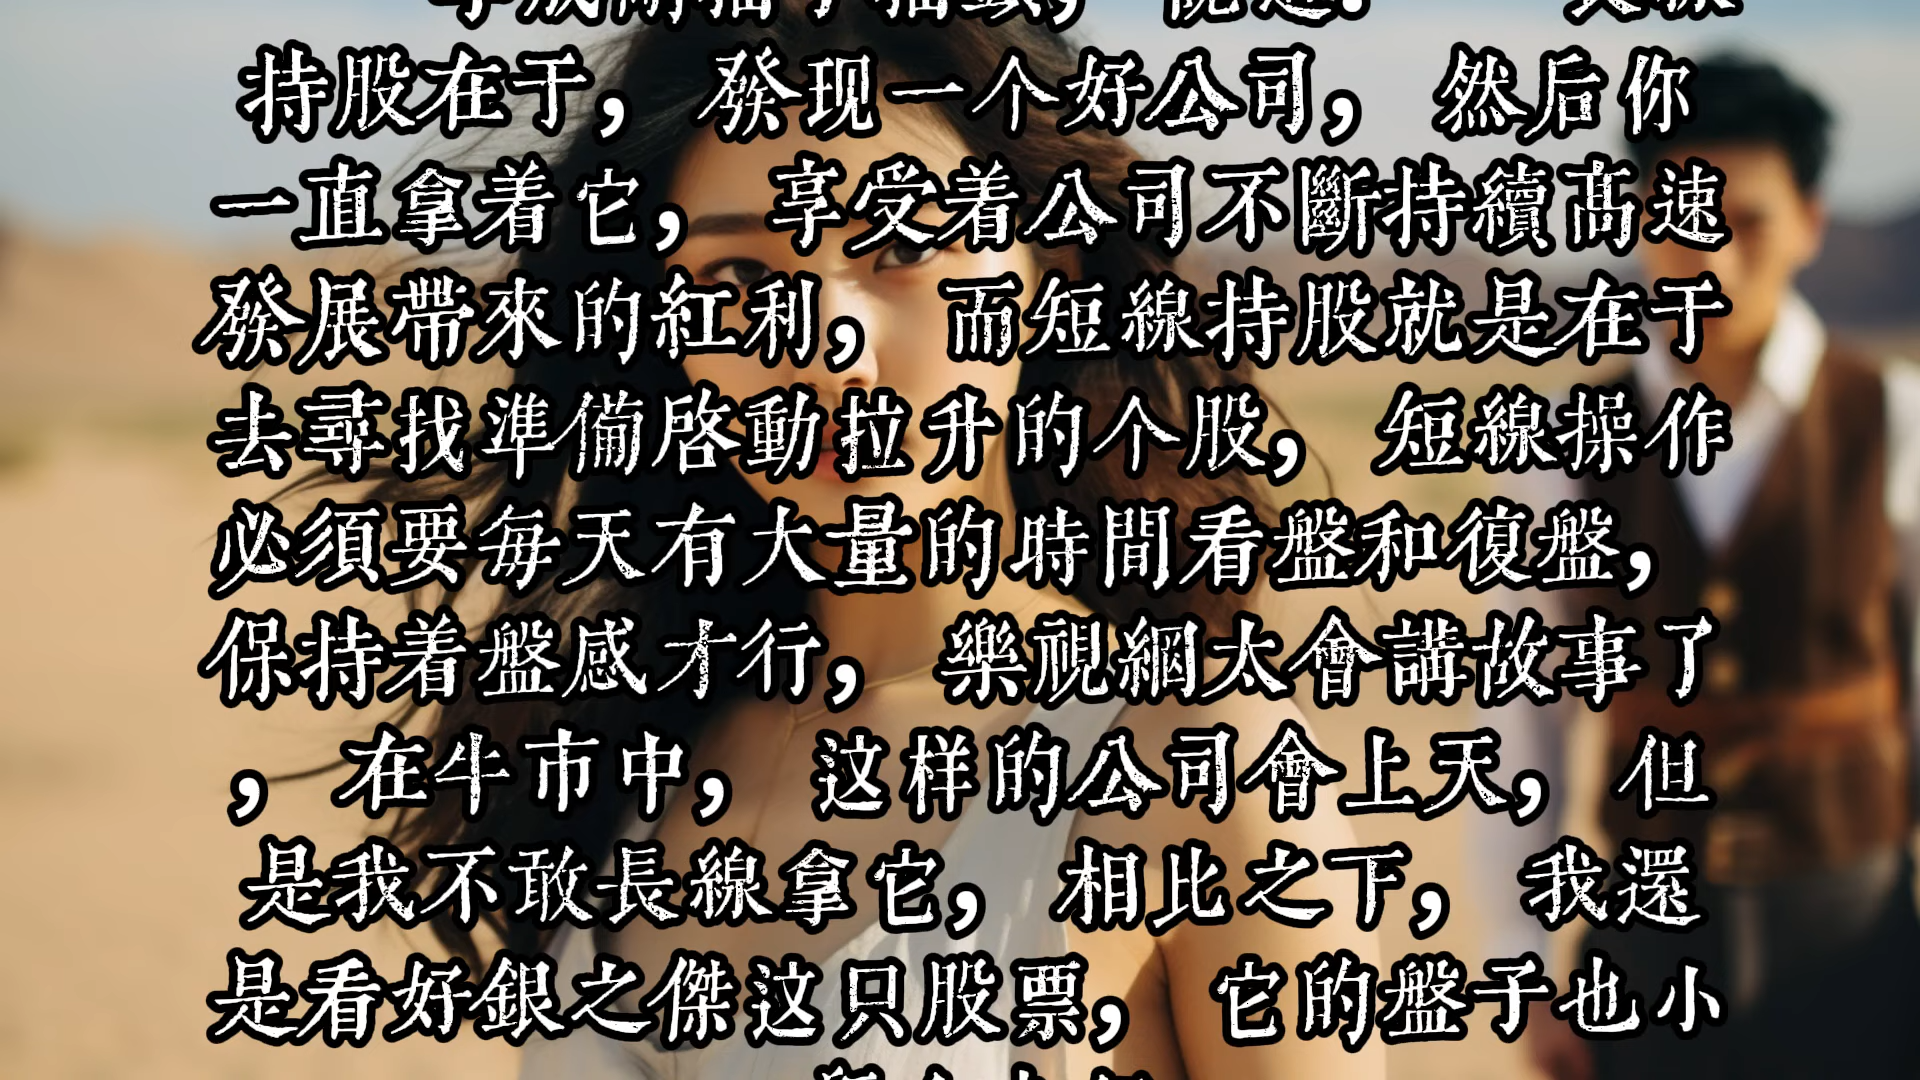 持股在于， 發现一个好公司， 然后你
一直拿着它， 享受着公司不斷持續高速
發展帶來的紅利， 而短線持股就是在于
去尋找準備啓動拉升的个股， 短線操作
必須要每天有大量的時間看盤和復盤，
保持着盤感才行， 樂視網太會講故事了
， 在牛市中， 这样的公司會上天， 但
是我不敢長線拿它， 相比之下， 我還
是看好銀之傑这只股票， 它的盤子也小